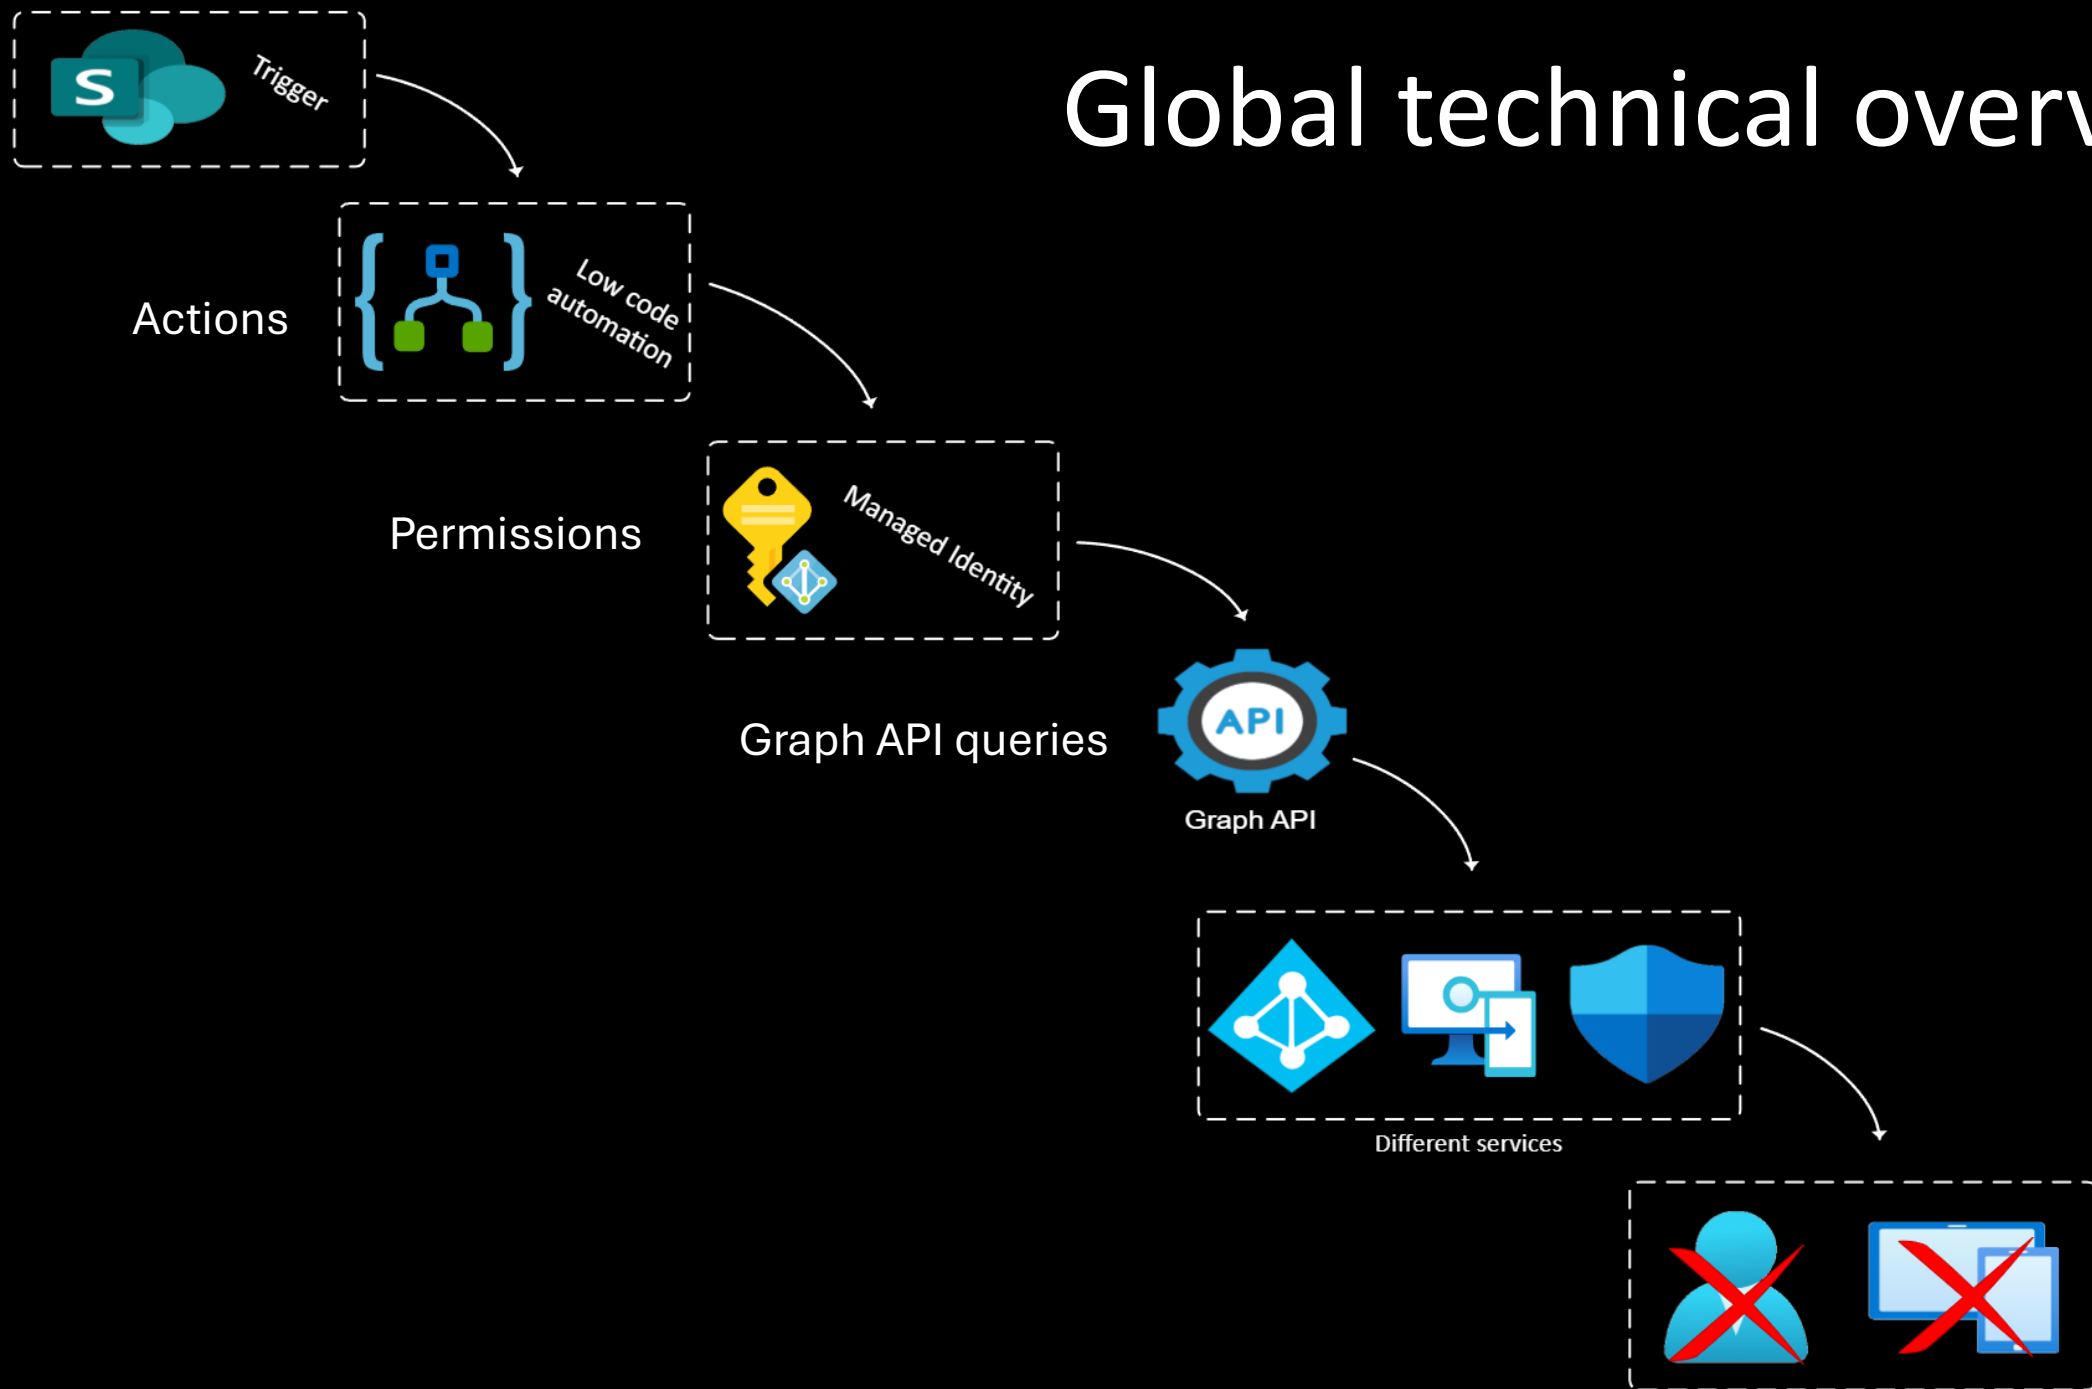 Global technical overv
S
Trigger
Low code
automation
Actions
Managed Identity
Permissions
API
Graph API queries
Graph API
Different services